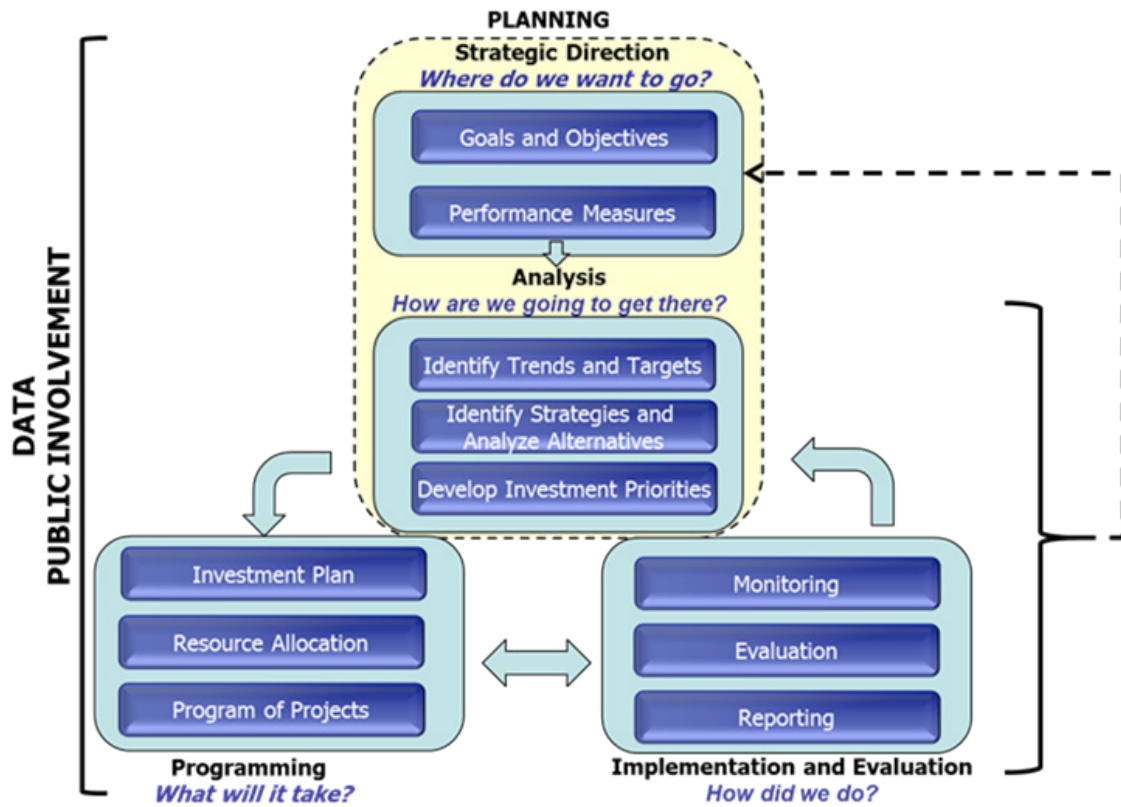 PLANNING
Strategic Direction
Where do we want to go?
Goals and Objectives
Performance Measures
Analysis
How are we going to get there?
Identify Trends and Targets
Identify Strategies and
Analyze Alternatives
Develop Investment Priorities
DATA
PUBLIC INVOLVEMENT
Investment Plan
Resource Allocation
Program of Projects
Programming
What will it take?
Monitoring
Evaluation
Reporting
Implementation and Evaluation
How did we do?